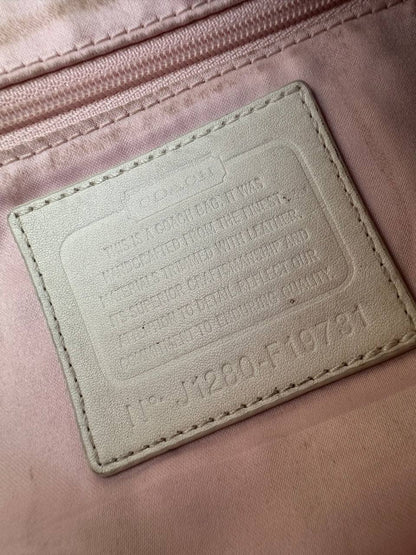 COACH
THIS IS A COACH BAG. IT WAS
HANDCRAFTED FROM THE FINEST
MATERIALS TRIMMED WITH LEATHER.
ITS SUPERIOR CRAFTSMANSHIP AND
ATTENTION TO DETAIL REFLECT OUR
COMMITMENT TO ENDURING QUALITY.
Nº. J1280-F19731